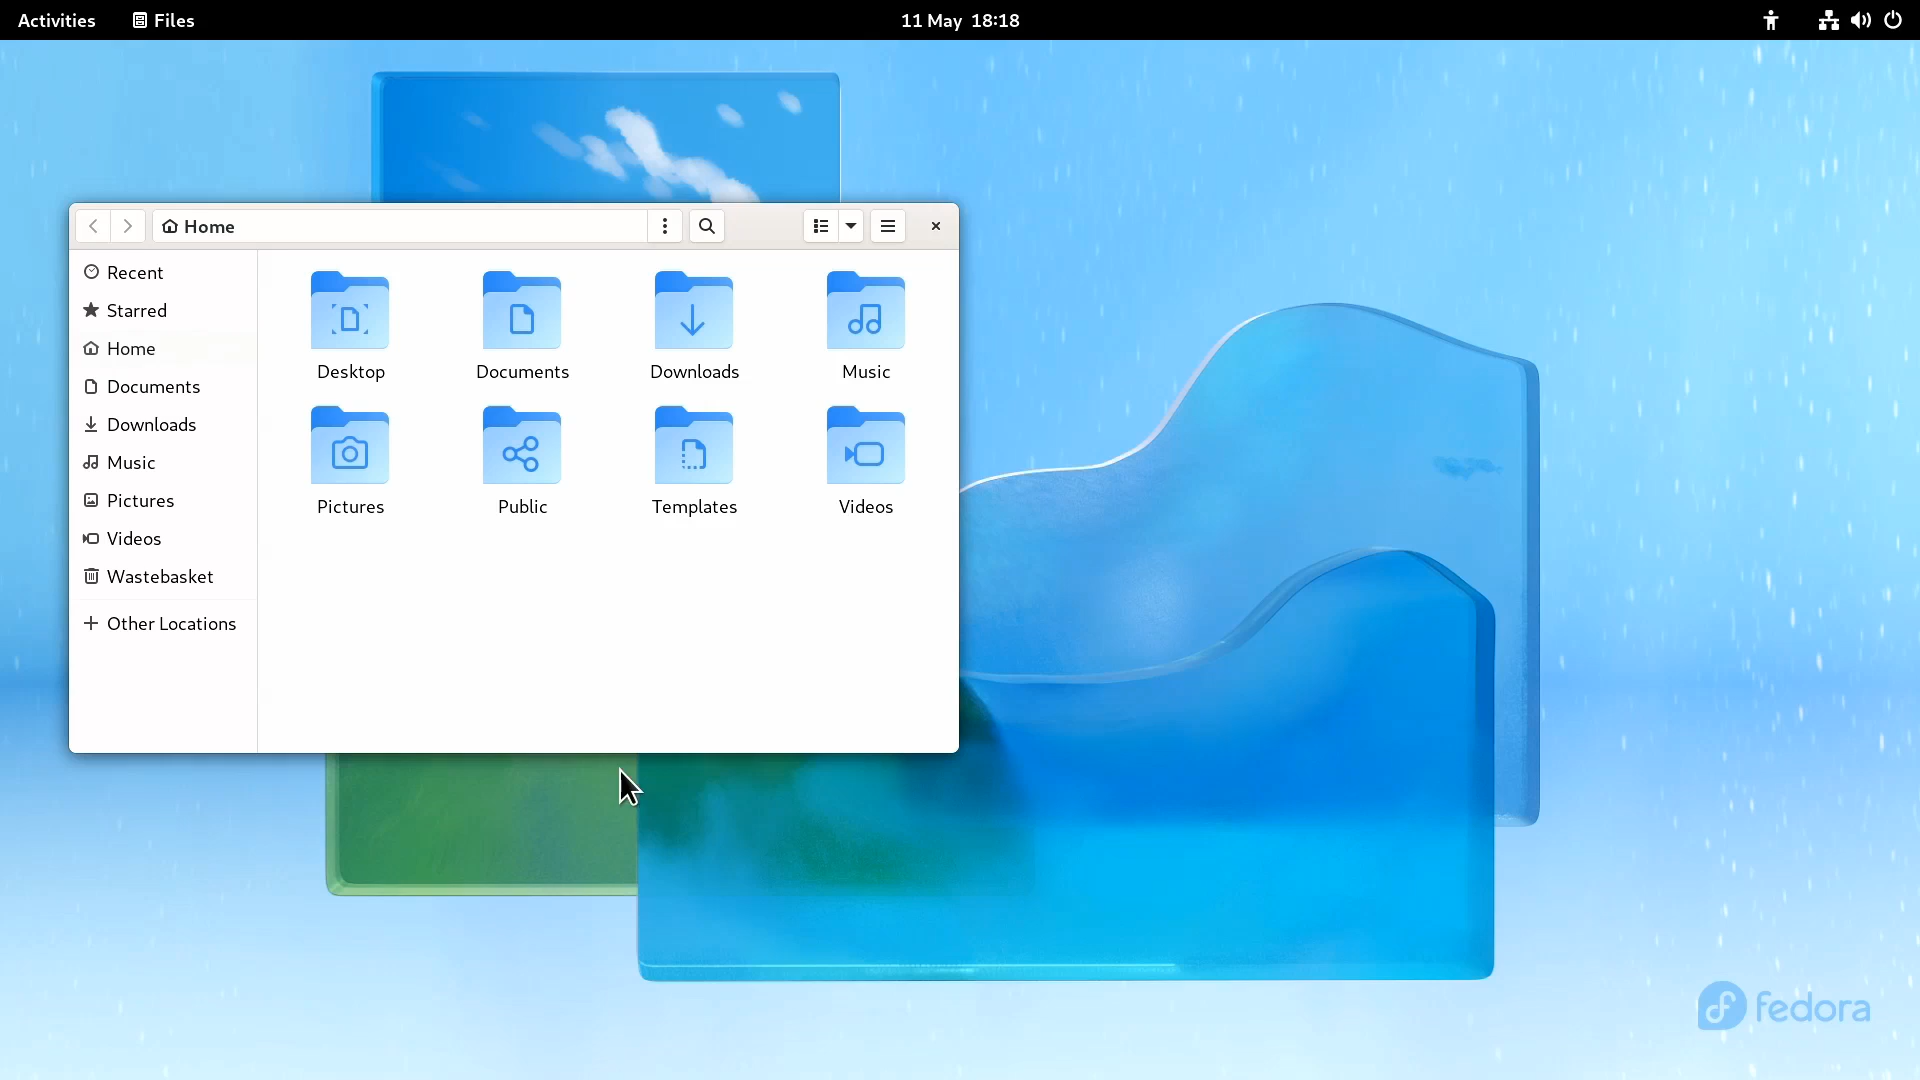 Activities Files 11 May 18:18
Home
Recent
Starred
Home
Documents
Downloads
Music
Pictures
Videos
Wastebasket
Other Locations
Desktop Documents Downloads Music
Pictures Public Templates Videos
fedora